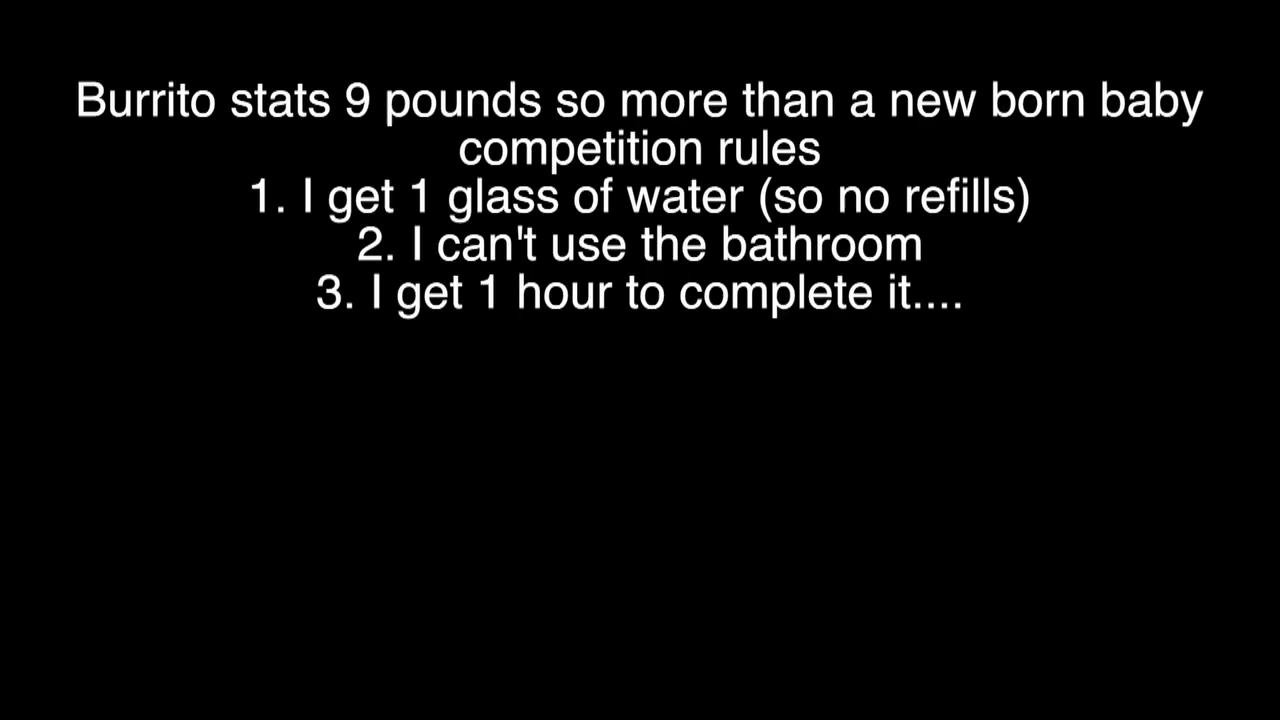 Burrito stats 9 pounds so more than a new born baby
competition rules
1. I get 1 glass of water (so no refills)
2. I can't use the bathroom
3. I get 1 hour to complete it....